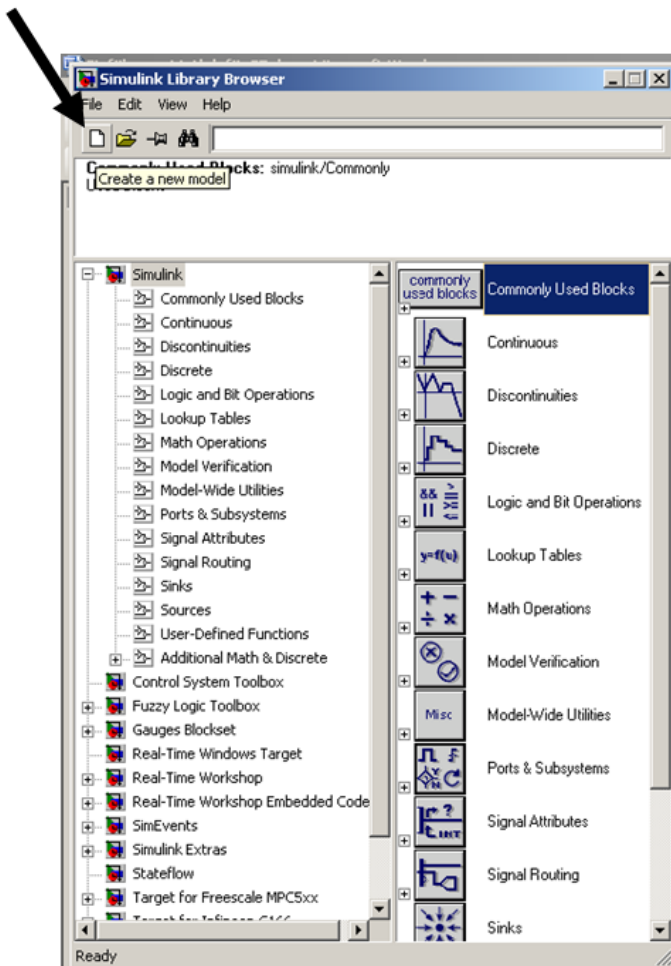 Simulink Library Browser
File Edit View Help
Commonly Used Blocks: simulink/Commonly
Create a new model
Simulink
Commonly Used Blocks
Continuous
Discontinuities
Discrete
Logic and Bit Operations
Lookup Tables
Math Operations
Model Verification
Model-Wide Utilities
Ports & Subsystems
Signal Attributes
Signal Routing
Sinks
Sources
User-Defined Functions
Additional Math & Discrete
Control System Toolbox
Fuzzy Logic Toolbox
Gauges Blockset
Real-Time Windows Target
Real-Time Workshop
Real-Time Workshop Embedded Code
SimEvents
Simulink Extras
Stateflow
Target for Freescale MPC5xx
Target for Infineon C166
commonly
used blocks
Commonly Used Blocks
Continuous
Discontinuities
Discrete
&& >
|| <=
Logic and Bit Operations
y=f(u)
Lookup Tables
+ −
÷ ×
Math Operations
Model Verification
Misc
Model-Wide Utilities
Y
N
Ports & Subsystems
?
INT
Signal Attributes
Signal Routing
Sinks
Ready